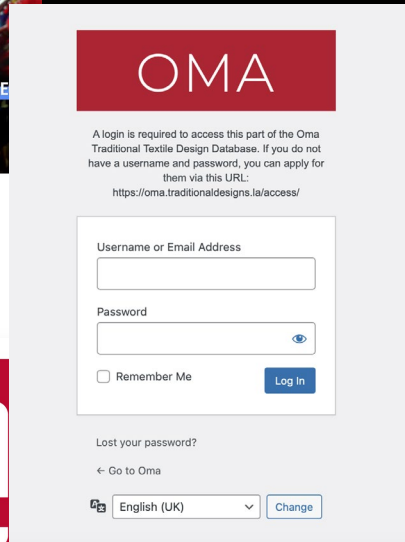 OMA
A login is required to access this part of the Oma
Traditional Textile Design Database. If you do not
have a username and password, you can apply for
them via this URL:
https://oma.traditionaldesigns.la/access/
Username or Email Address
Password
Remember Me
Log In
Lost your password?
← Go to Oma
English (UK)
Change